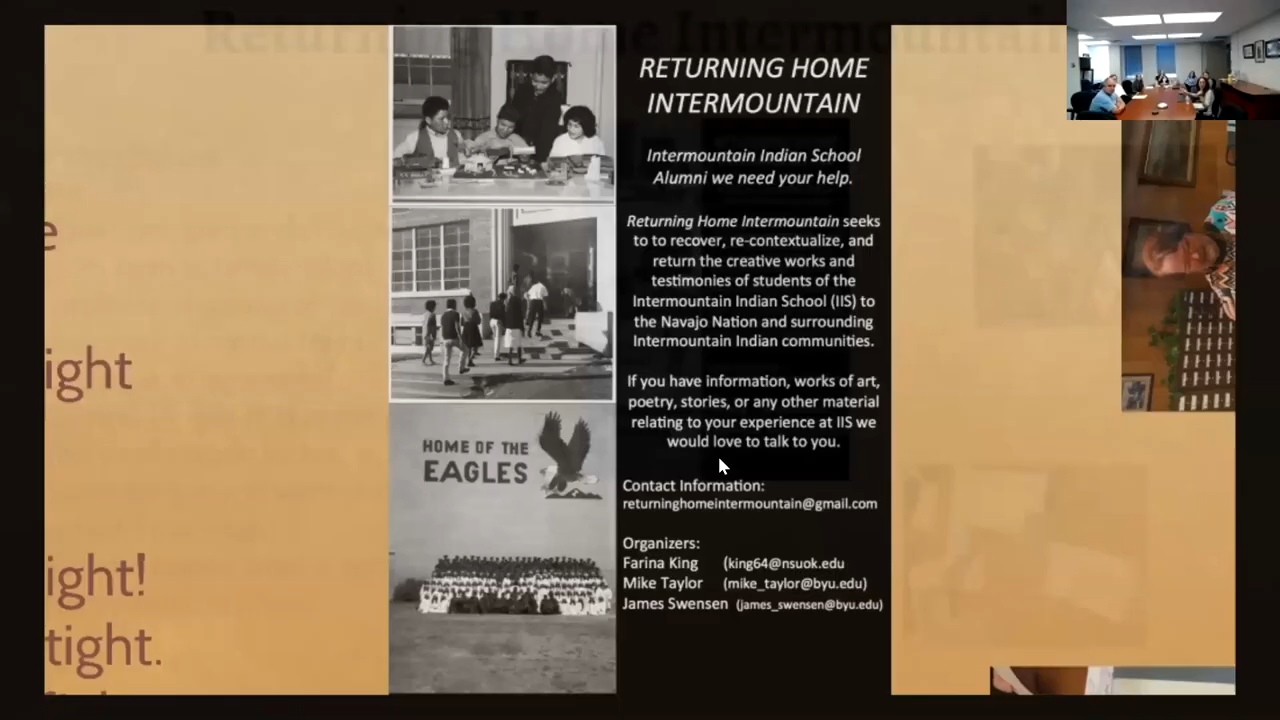 Returning Home Intermountain
e
ight
ight!
tight.
HOME OF THE
EAGLES
RETURNING HOME
INTERMOUNTAIN
Intermountain Indian School
Alumni we need your help.
Returning Home Intermountain seeks
to to recover, re-contextualize, and
return the creative works and
testimonies of students of the
Intermountain Indian School (IIS) to
the Navajo Nation and surrounding
Intermountain Indian communities.
If you have information, works of art,
poetry, stories, or any other material
relating to your experience at IIS we
would love to talk to you.
Contact Information:
returninghomeintermountain@gmail.com
Organizers:
Farina King (king64@nsuok.edu
Mike Taylor (mike_taylor@byu.edu)
James Swensen (james_swensen@byu.edu)